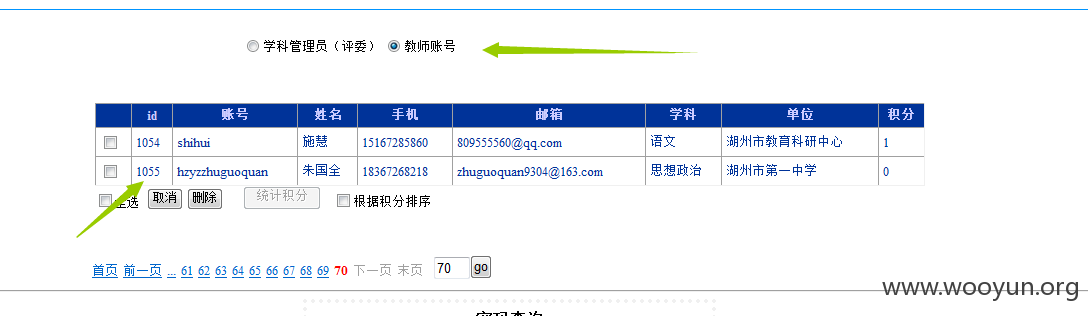 学科管理员（评委） 教师账号
id 账号 姓名 手机 邮箱 学科 单位 积分
1054 shihui 施慧 15167285860 809555560@qq.com 语文 湖州市教育科研中心 1
1055 hzyzzhuguoquan 朱国全 18367268218 zhuguoquan9304@163.com 思想政治 湖州市第一中学 0
全选 取消 删除 统计积分 根据积分排序
首页 前一页 ... 61 62 63 64 65 66 67 68 69 70 下一页 末页 70 go
www.wooyun.org
密码查询